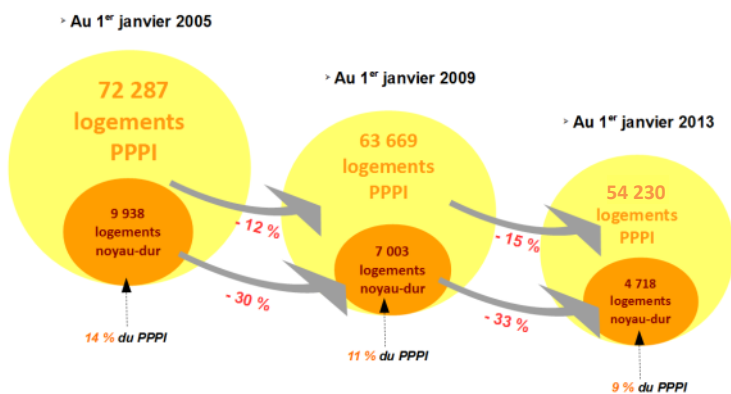 ➢ Au 1er janvier 2005
72 287
logements
PPPI
9 938
logements
noyau-dur
14 % du PPPI
- 12 %
- 30 %
➢ Au 1er janvier 2009
63 669
logements
PPPI
7 003
logements
noyau-dur
11 % du PPPI
- 15 %
- 33 %
➢ Au 1er janvier 2013
54 230
logements
PPPI
4 718
logements
noyau-dur
9 % du PPPI